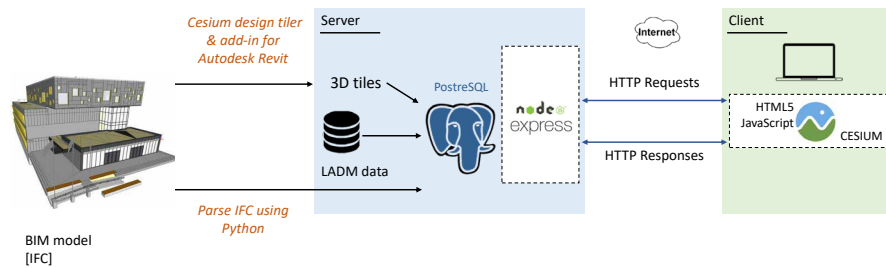 Cesium design tiler
& add-in for
Autodesk Revit
Server
3D tiles
PostreSQL
LADM data
node
express
Internet
HTTP Requests
HTTP Responses
Client
HTML5
JavaScript
CESIUM
Parse IFC using
Python
BIM model
[IFC]